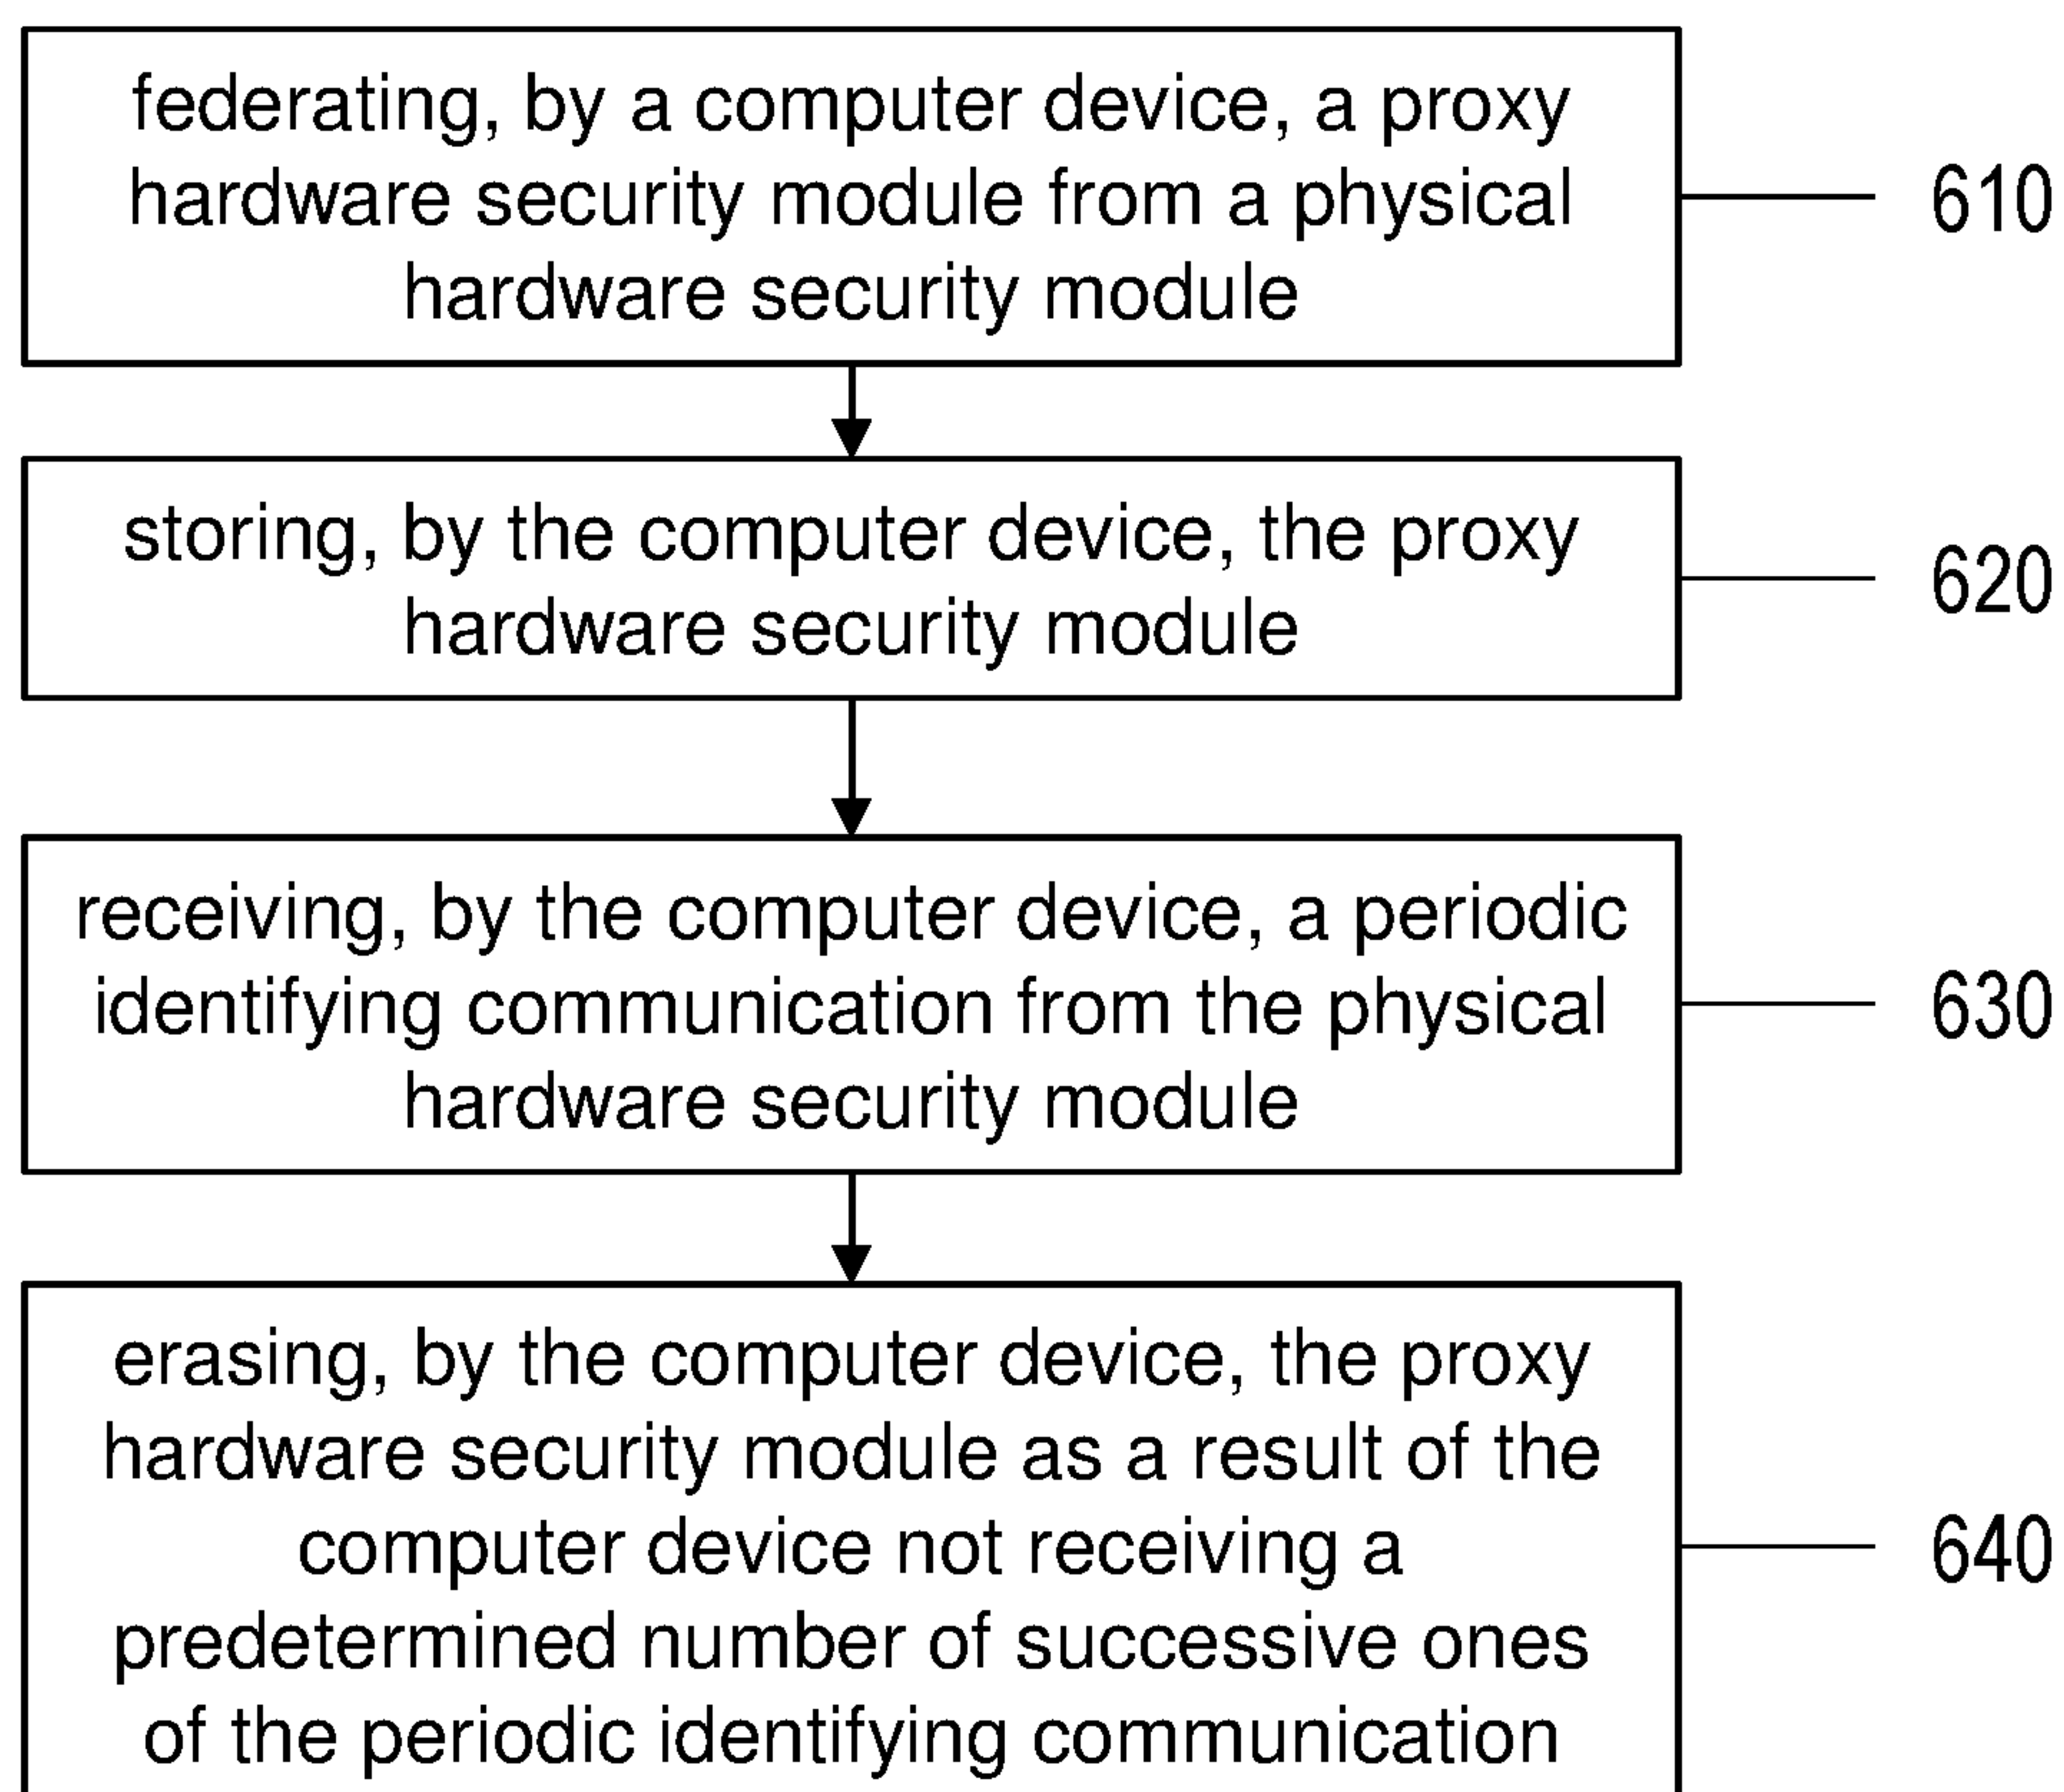 federating, by a computer device, a proxy
hardware security module from a physical
hardware security module
610
storing, by the computer device, the proxy
hardware security module
620
receiving, by the computer device, a periodic
identifying communication from the physical
hardware security module
630
erasing, by the computer device, the proxy
hardware security module as a result of the
computer device not receiving a
predetermined number of successive ones
of the periodic identifying communication
640